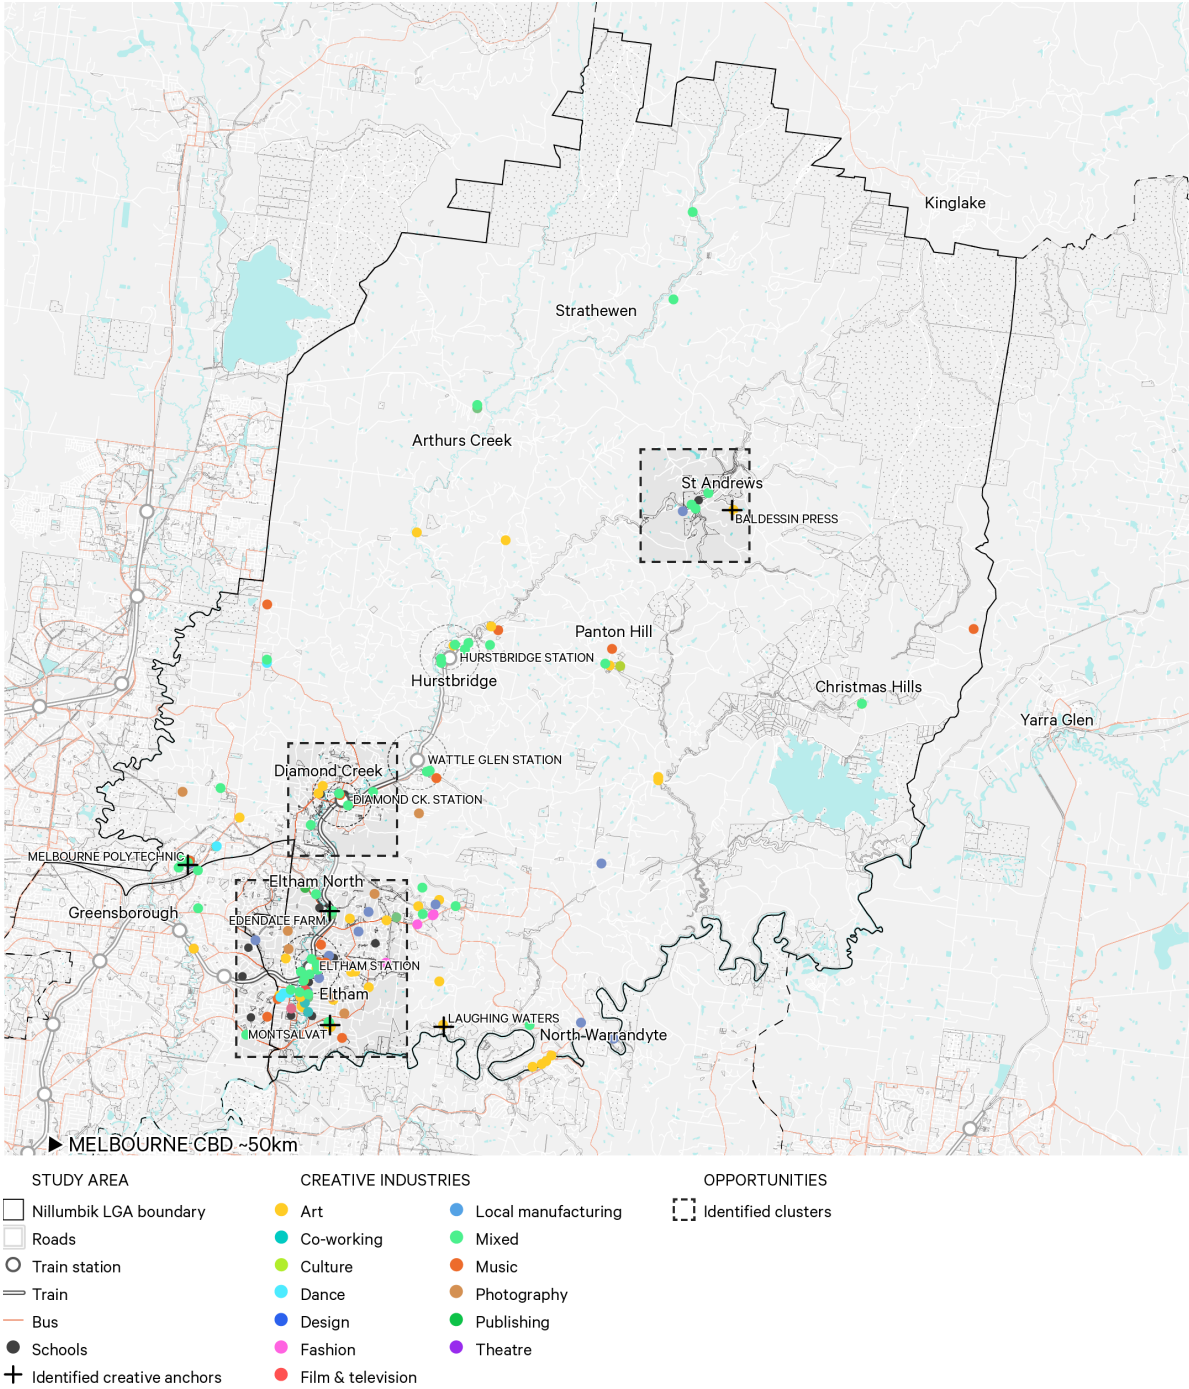 Kinglake
Strathewen
Arthurs Creek
St Andrews
BALDESSIN PRESS
Panton Hill
HURSTBRIDGE STATION
Hurstbridge
Christmas Hills
Yarra Glen
WATTLE GLEN STATION
Diamond Creek
DIAMOND CK. STATION
MELBOURNE POLYTECHNIC
Eltham North
Greensborough
EDENDALE FARM
ELTHAM STATION
Eltham
LAUGHING WATERS
MONTSALVAT
North Warrandyte
MELBOURNE CBD ~50km
STUDY AREA
Nillumbik LGA boundary
Roads
Train station
Train
Bus
Schools
Identified creative anchors
CREATIVE INDUSTRIES
Art
Co-working
Culture
Dance
Design
Fashion
Film & television
Local manufacturing
Mixed
Music
Photography
Publishing
Theatre
OPPORTUNITIES
Identified clusters